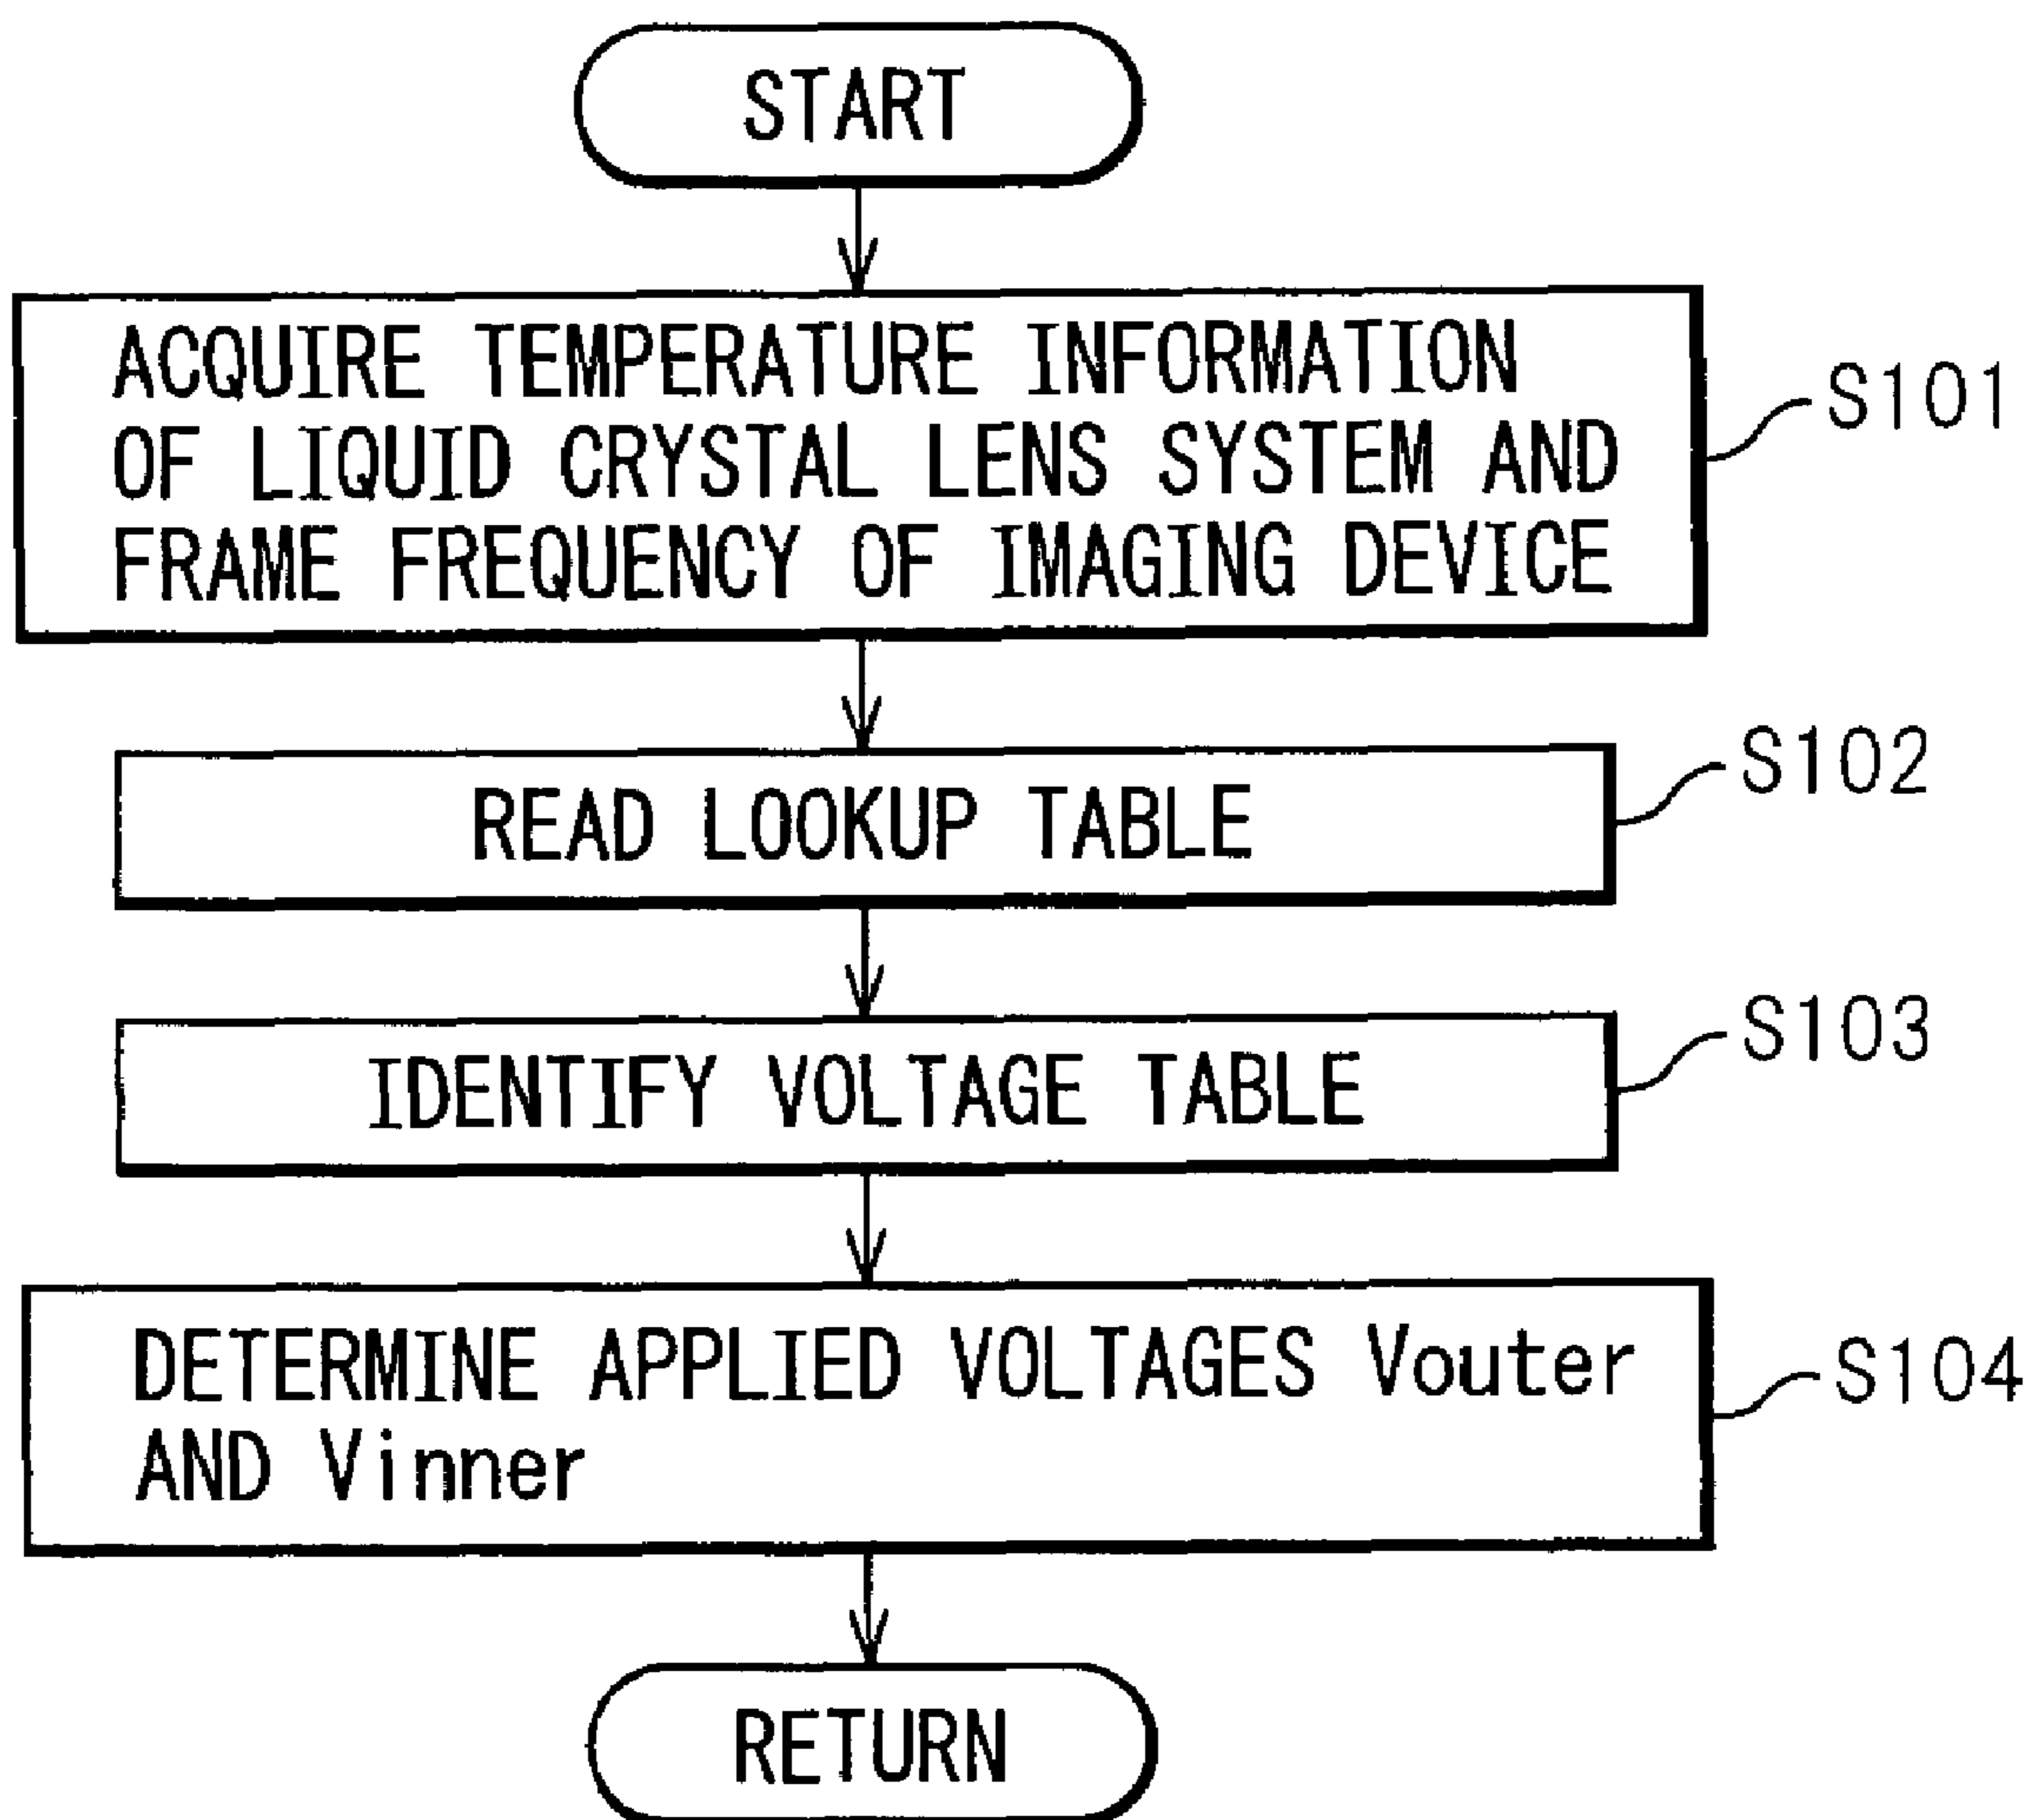 START
ACQUIRE TEMPERATURE INFORMATION
OF LIQUID CRYSTAL LENS SYSTEM AND
FRAME FREQUENCY OF IMAGING DEVICE
S101
READ LOOKUP TABLE
S102
IDENTIFY VOLTAGE TABLE
S103
DETERMINE APPLIED VOLTAGES Vouter
AND Vinner
S104
RETURN